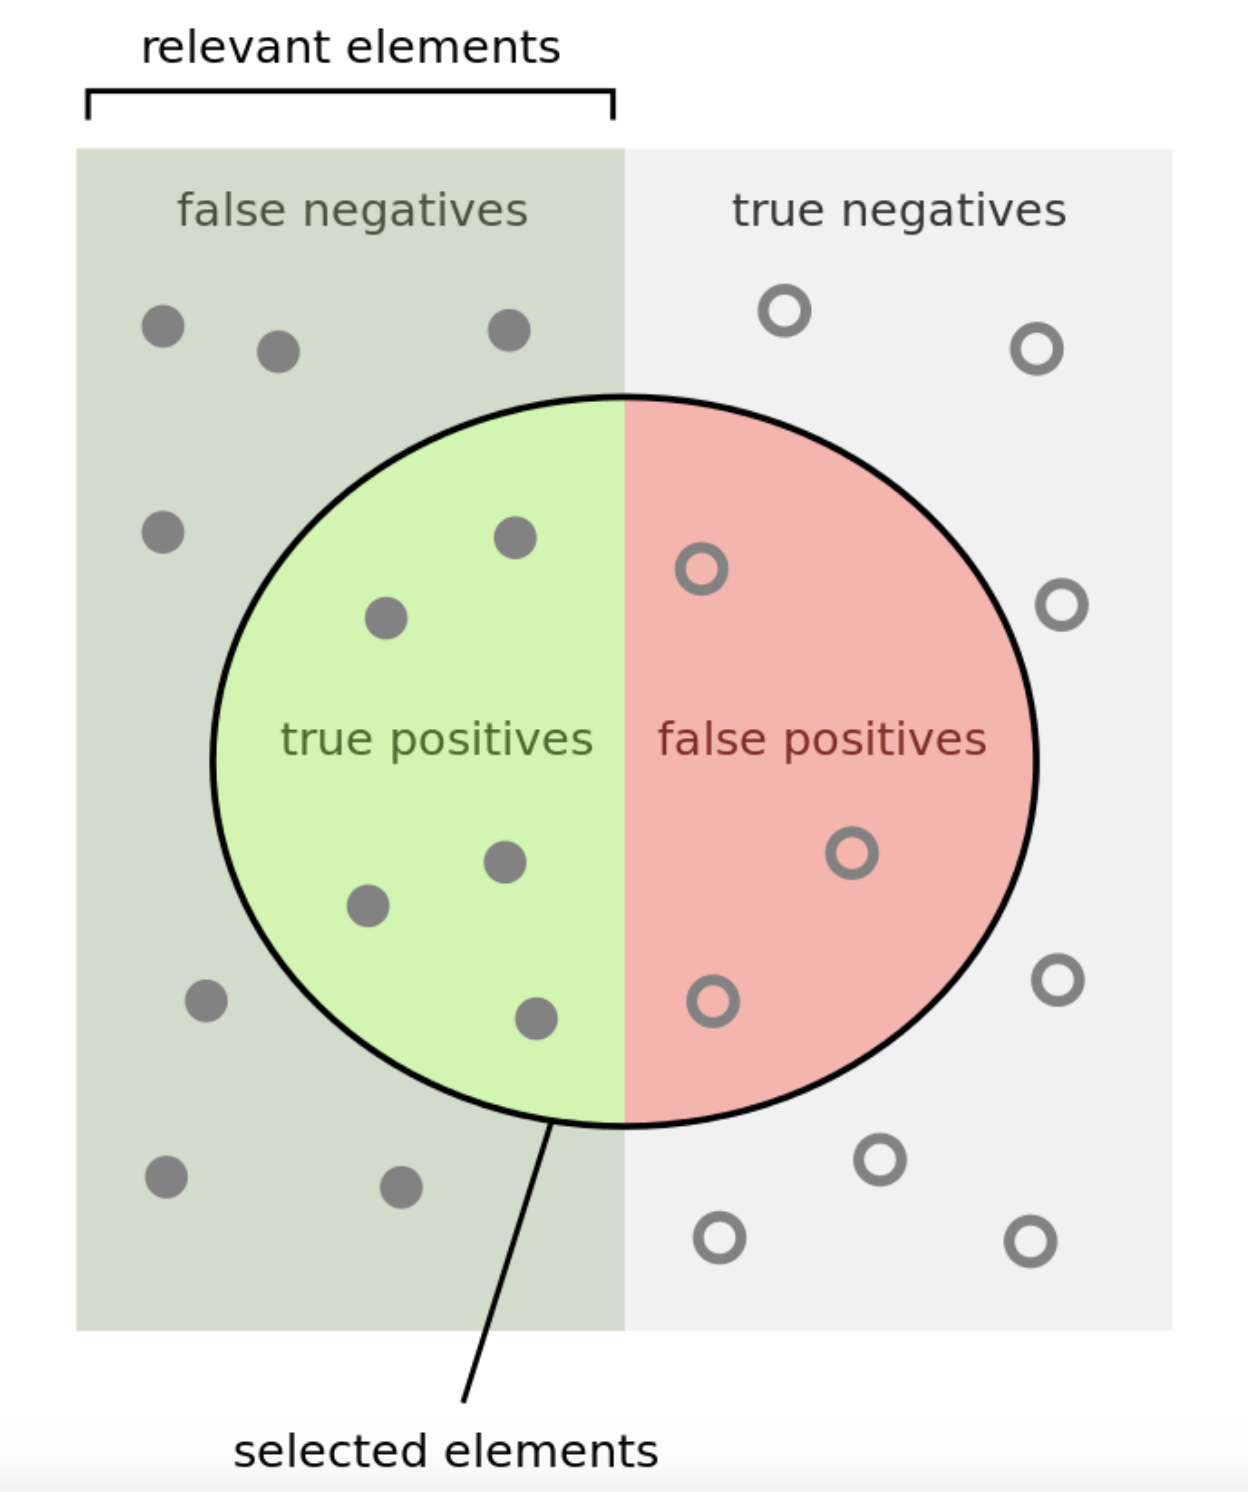 relevant elements
false negatives
true negatives
true positives
false positives
selected elements